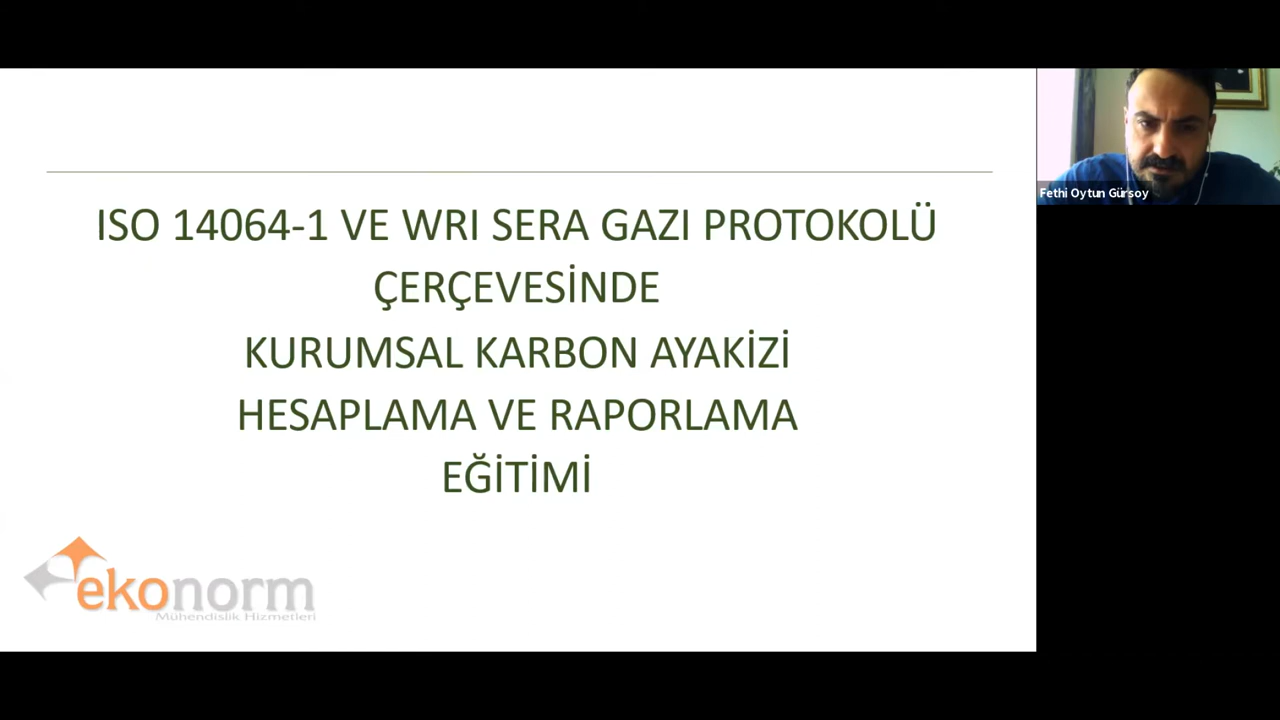 Fethi Oytun Gürsoy
ISO 14064-1 VE WRI SERA GAZI PROTOKOLÜ
ÇERÇEVESİNDE
KURUMSAL KARBON AYAKİZİ
HESAPLAMA VE RAPORLAMA
EĞİTİMİ
ekonorm
Mühendislik Hizmetleri